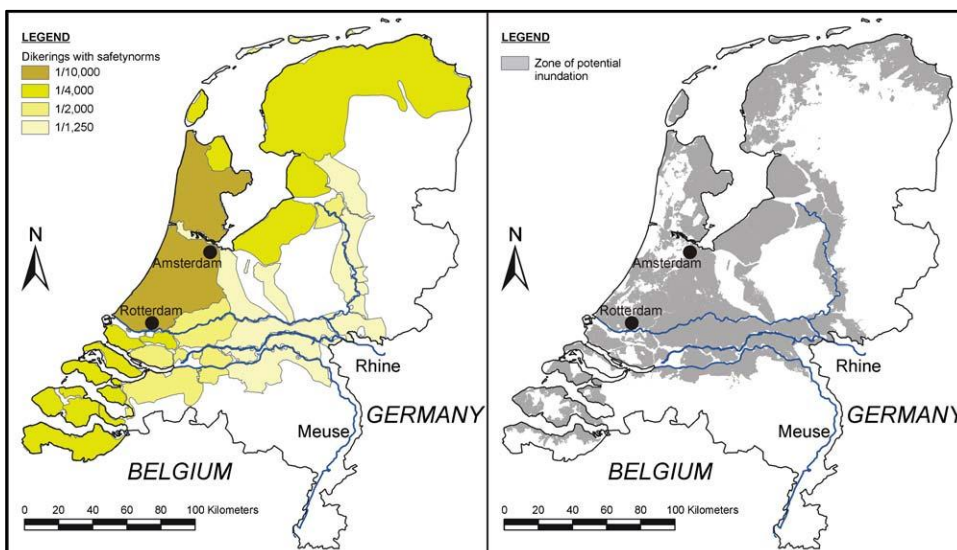 LEGEND
Dikerings with safetynorms
1/10,000
1/4,000
1/2,000
1/1,250
N
Amsterdam
Rotterdam
Rhine
GERMANY
Meuse
BELGIUM
0 20 40 60 80 100 Kilometers
LEGEND
Zone of potential
inundation
N
Amsterdam
Rotterdam
Rhine
GERMANY
Meuse
BELGIUM
0 20 40 60 80 100 Kilometers